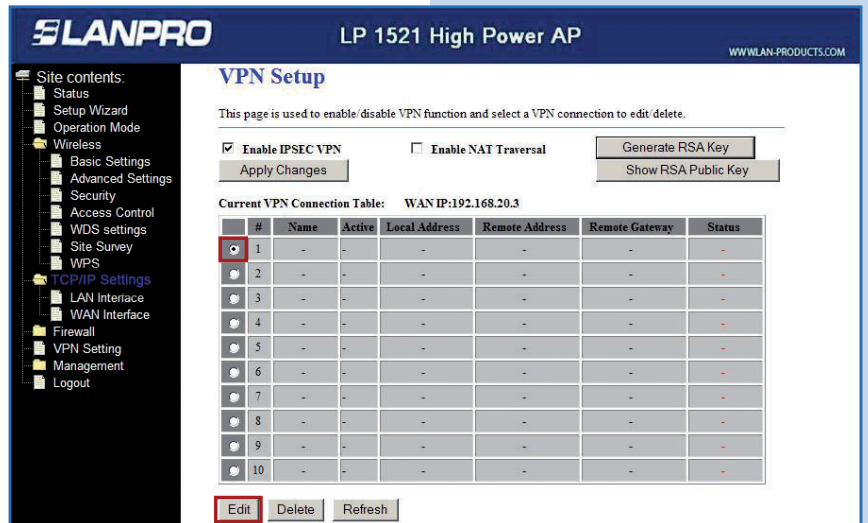 LANPRO
LP 1521 High Power AP
WWWLAN-PRODUCTS.COM
Site contents:
Status
Setup Wizard
Operation Mode
Wireless
Basic Settings
Advanced Settings
Security
Access Control
WDS settings
Site Survey
WPS
TCP/IP Settings
LAN Interface
WAN Interface
Firewall
VPN Setting
Management
Logout
VPN Setup
This page is used to enable/disable VPN function and select a VPN connection to edit/delete.
Enable IPSEC VPN Enable NAT Traversal Generate RSA Key
Apply Changes Show RSA Public Key
Current VPN Connection Table: WAN IP:192.168.20.3
# Name Active Local Address Remote Address Remote Gateway Status
1 - - - - - -
2 - - - - - -
3 - - - - - -
4 - - - - - -
5 - - - - - -
6 - - - - - -
7 - - - - - -
8 - - - - - -
9 - - - - - -
10 - - - - - -
Edit Delete Refresh